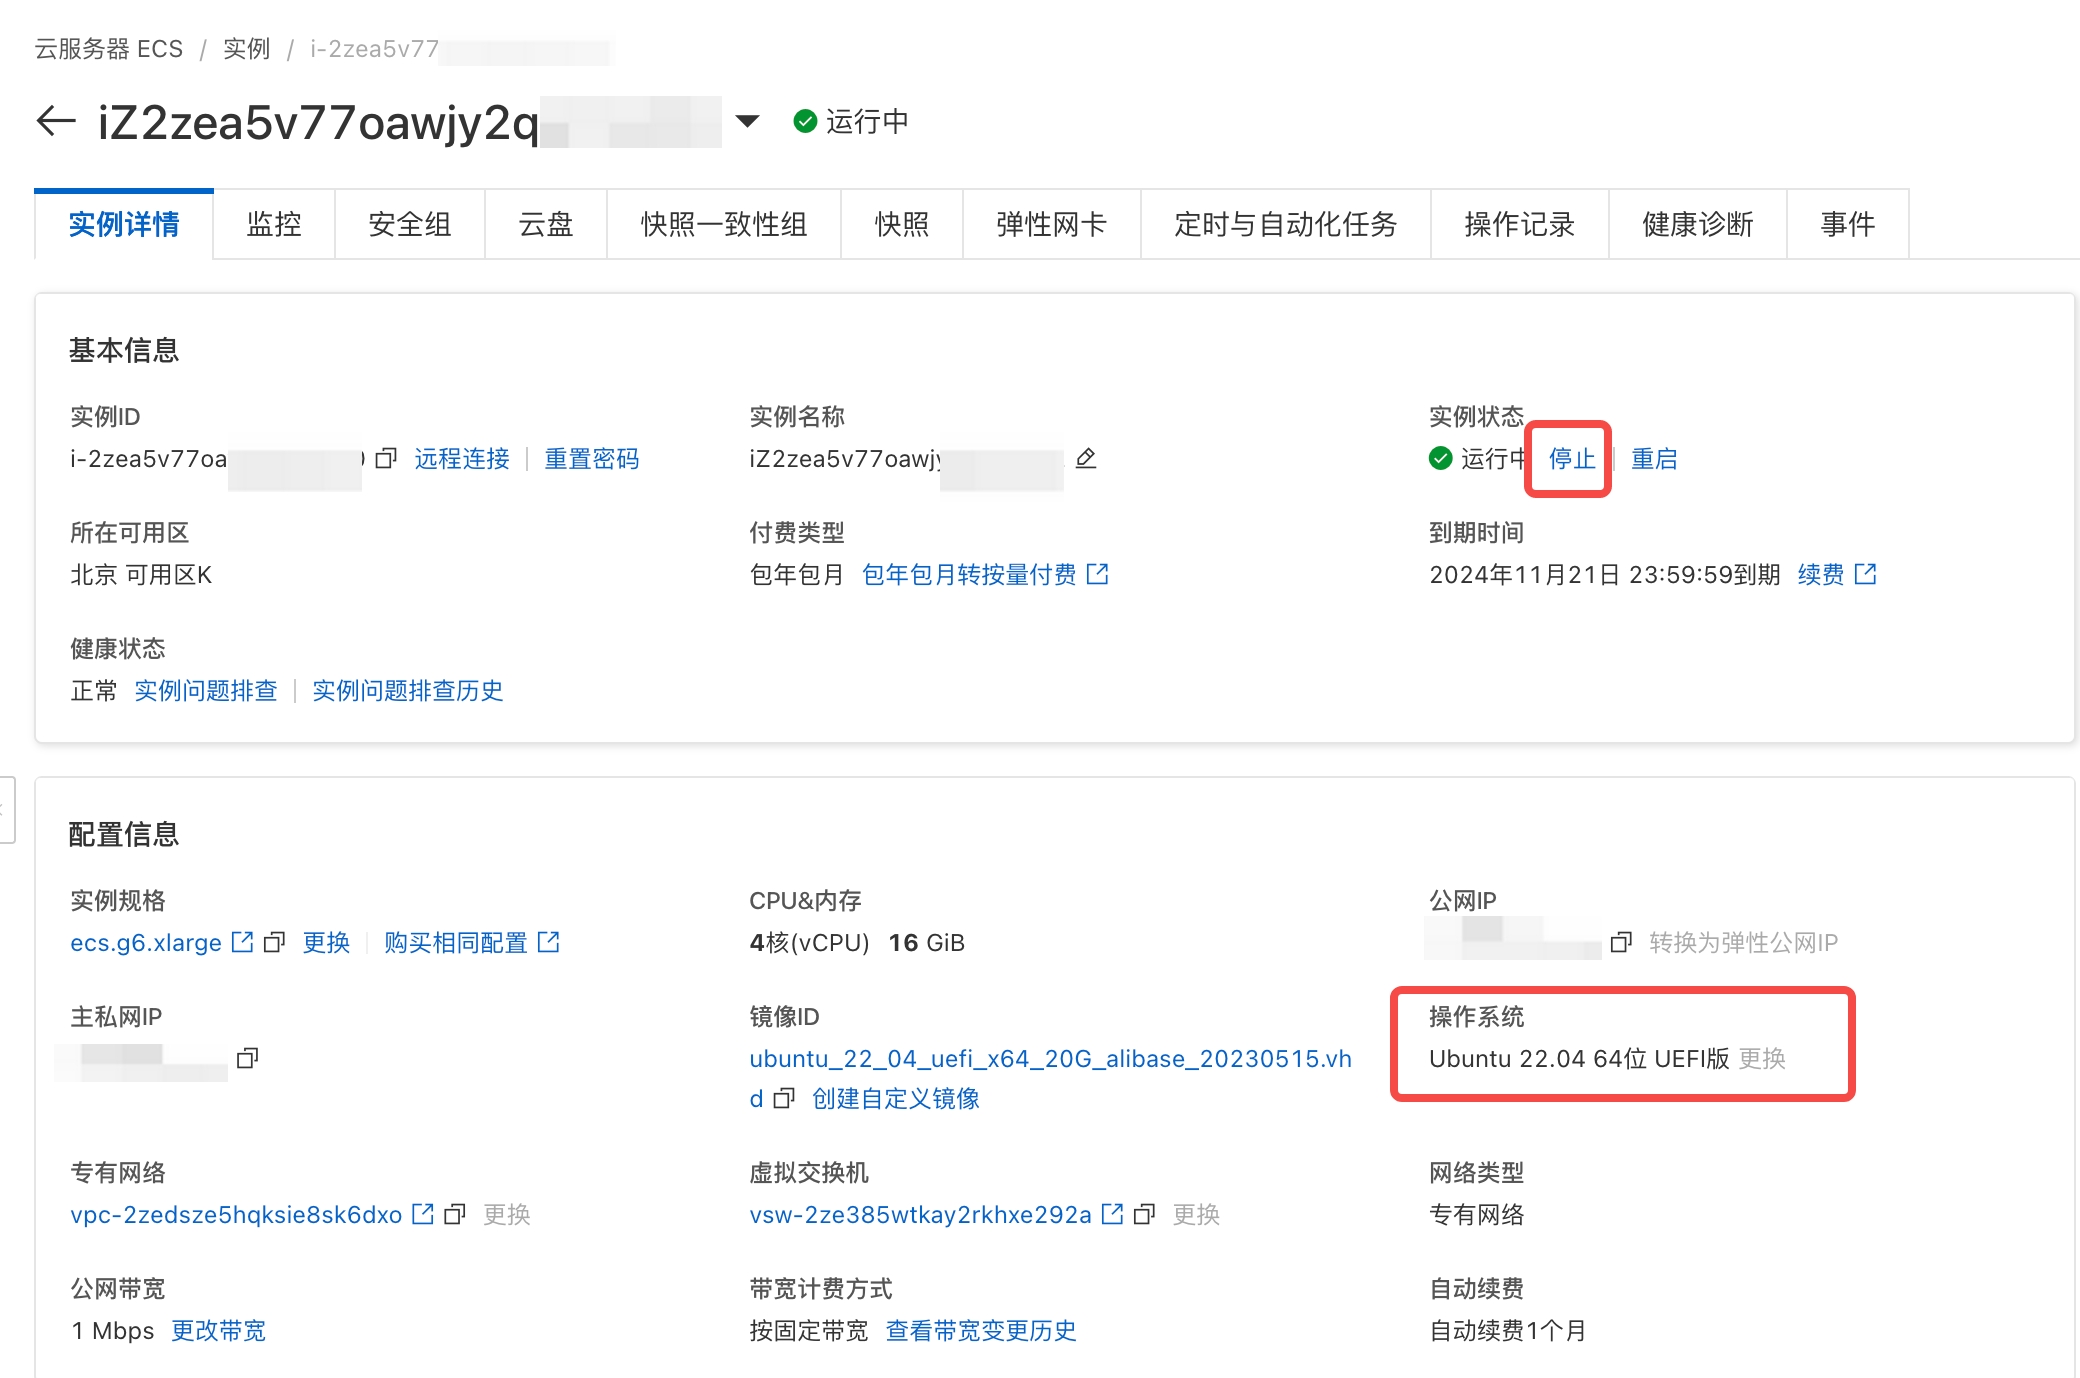 云服务器 ECS / 实例 / i-2zea5v77
iZ2zea5v77oawjy2q 运行中
实例详情 监控 安全组 云盘 快照一致性组 快照 弹性网卡 定时与自动化任务 操作记录 健康诊断 事件
基本信息
实例ID 实例名称 实例状态
i-2zea5v77oa 远程连接 | 重置密码 iZ2zea5v77oawjy 运行中 停止 | 重启
所在可用区 付费类型 到期时间
北京 可用区K 包年包月 包年包月转按量付费 2024年11月21日 23:59:59到期 续费
健康状态
正常 实例问题排查 | 实例问题排查历史
配置信息
实例规格 CPU&内存 公网IP
ecs.g6.xlarge 更换 | 购买相同配置 4核(vCPU) 16 GiB 转换为弹性公网IP
主私网IP 镜像ID 操作系统
ubuntu_22_04_uefi_x64_20G_alibase_20230515.vh Ubuntu 22.04 64位 UEFI版 更换
d 创建自定义镜像
专有网络 虚拟交换机 网络类型
vpc-2zedsze5hqksie8sk6dxo 更换 vsw-2ze385wtkay2rkhxe292a 更换 专有网络
公网带宽 带宽计费方式 自动续费
1 Mbps 更改带宽 按固定带宽 查看带宽变更历史 自动续费1个月